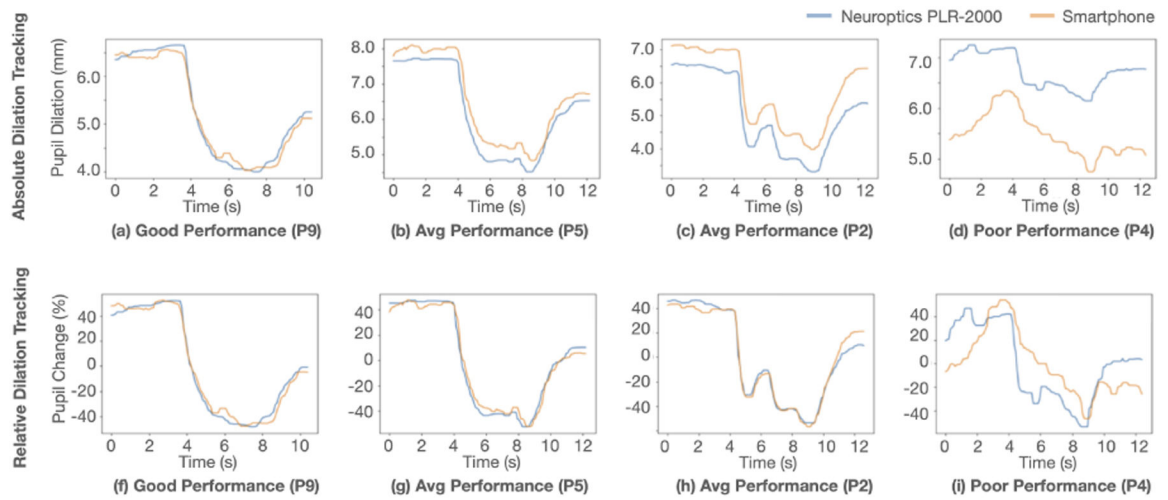 Neuroptics PLR-2000 Smartphone
Absolute Dilation Tracking
Pupil Dilation (mm)
6.0
5.0
4.0
0 2 4 6 8 10
Time (s)
(a) Good Performance (P9)
8.0
7.0
6.0
5.0
0 2 4 6 8 10 12
Time (s)
(b) Avg Performance (P5)
7.0
6.0
5.0
4.0
0 2 4 6 8 10 12
Time (s)
(c) Avg Performance (P2)
7.0
6.0
5.0
0 2 4 6 8 10 12
Time (s)
(d) Poor Performance (P4)
Relative Dilation Tracking
Pupil Change (%)
40
20
0
-20
-40
0 2 4 6 8 10
Time (s)
(f) Good Performance (P9)
40
20
0
-20
-40
0 2 4 6 8 10 12
Time (s)
(g) Avg Performance (P5)
40
20
0
-20
-40
0 2 4 6 8 10 12
Time (s)
(h) Avg Performance (P2)
40
20
0
-20
-40
0 2 4 6 8 10 12
Time (s)
(i) Poor Performance (P4)